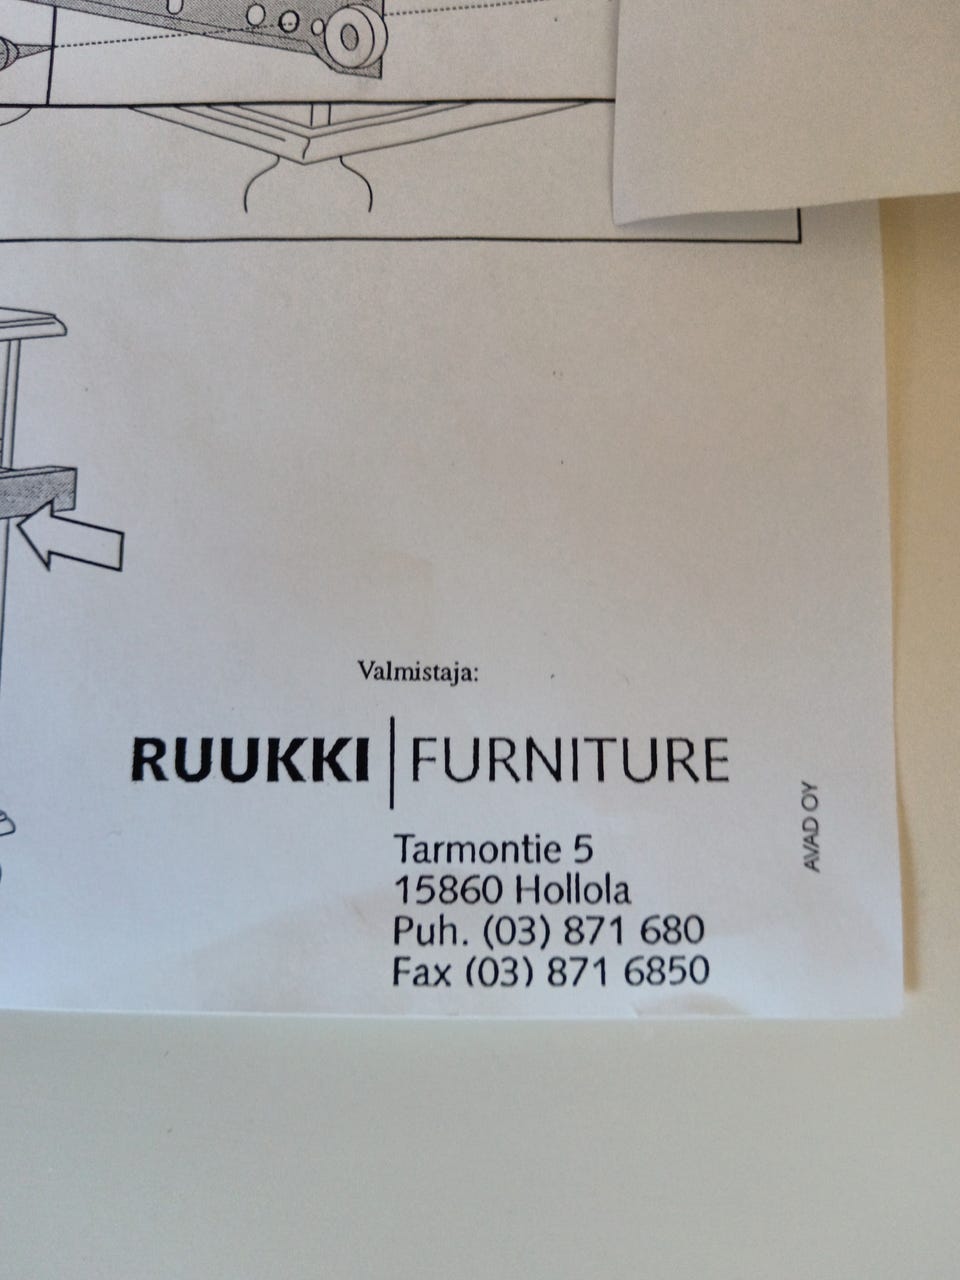 Valmistaja:
RUUKKI | FURNITURE
Tarmontie 5
15860 Hollola
Puh. (03) 871 680
Fax (03) 871 6850
AVAD OY